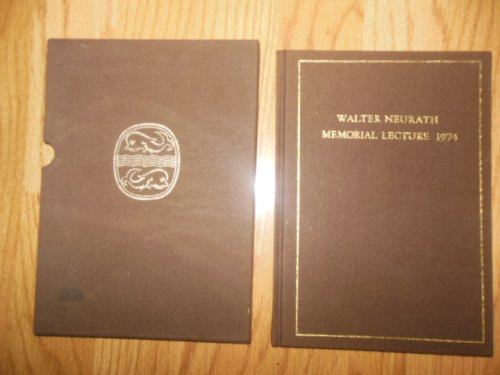 WALTER NEURATH
MEMORIAL LECTURE 1974